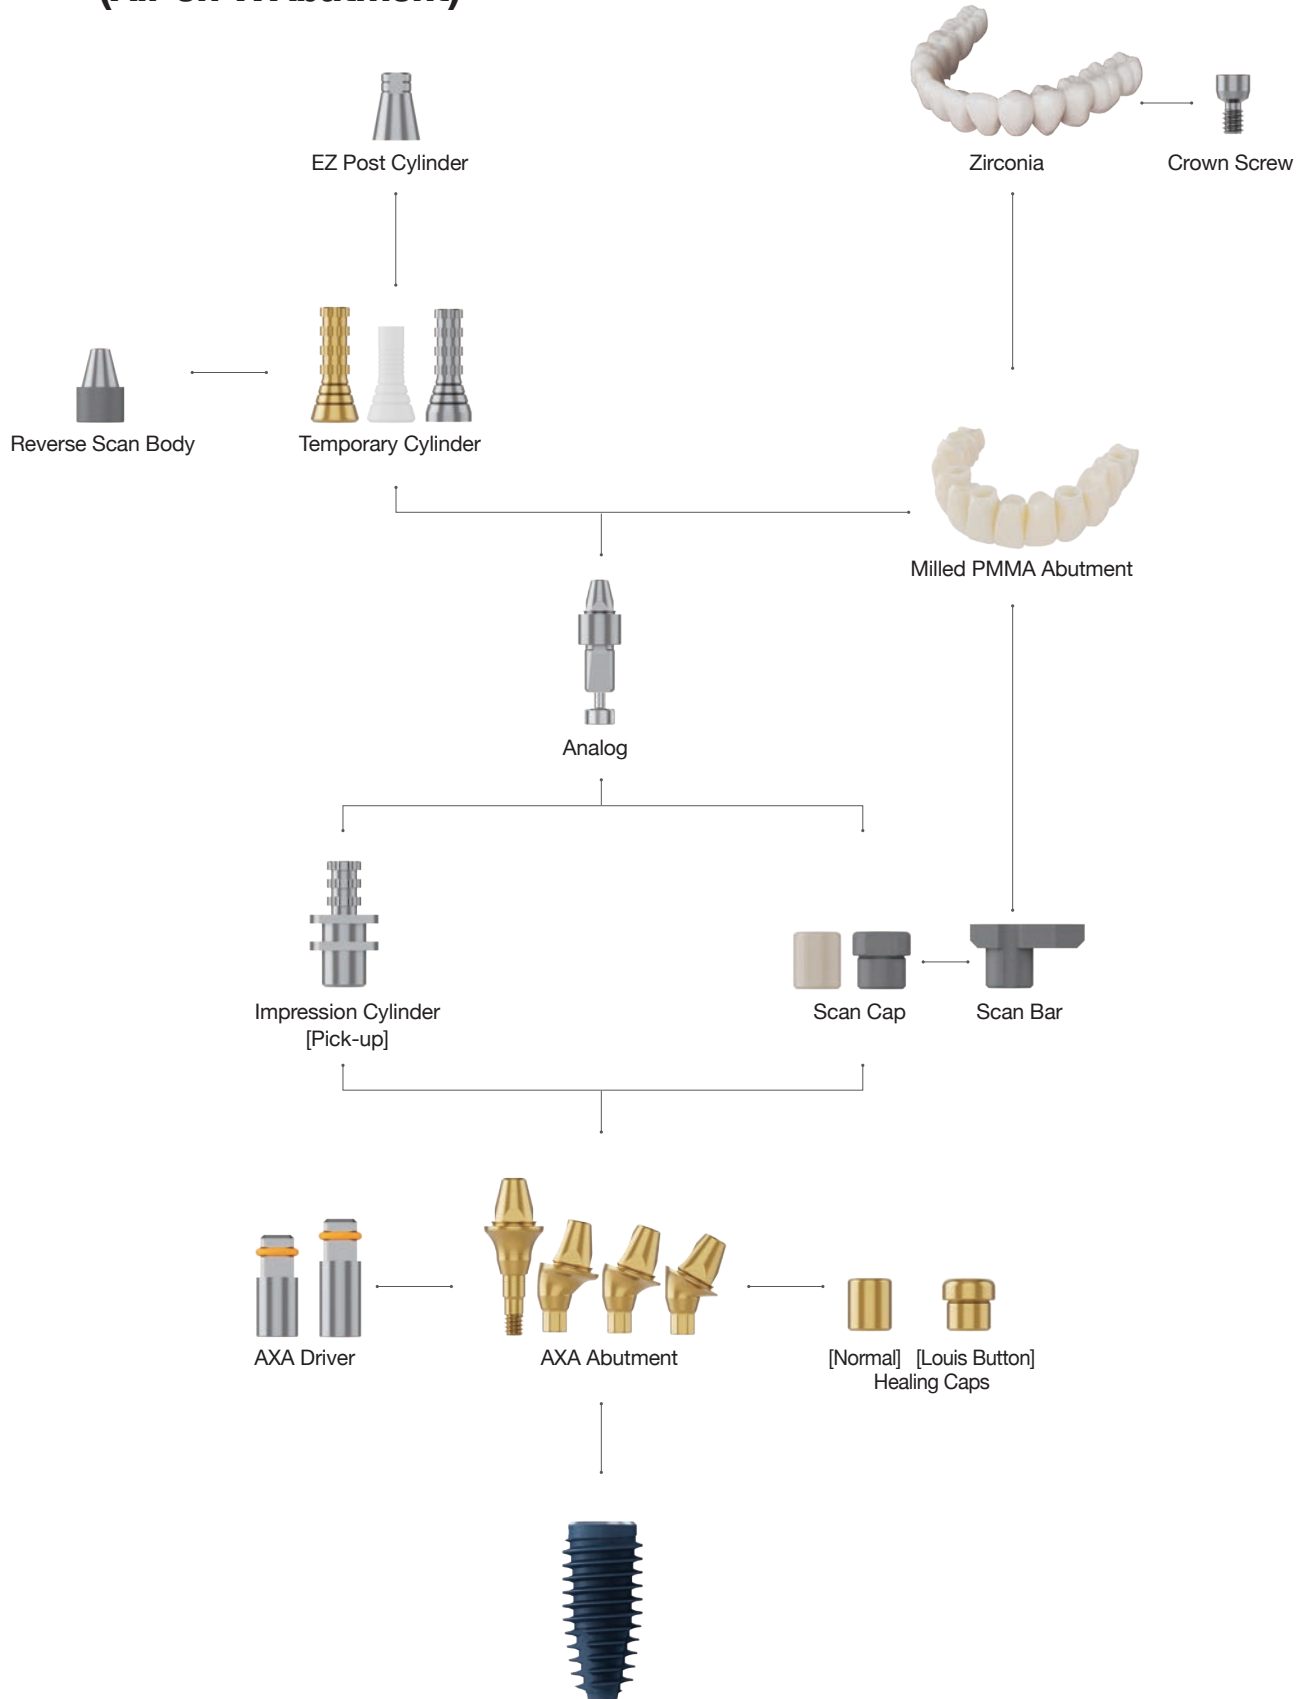 EZ Post Cylinder
Zirconia
Crown Screw
Reverse Scan Body
Temporary Cylinder
Milled PMMA Abutment
Analog
Impression Cylinder
[Pick-up]
Scan Cap
Scan Bar
AXA Driver
AXA Abutment
[Normal] [Louis Button]
Healing Caps